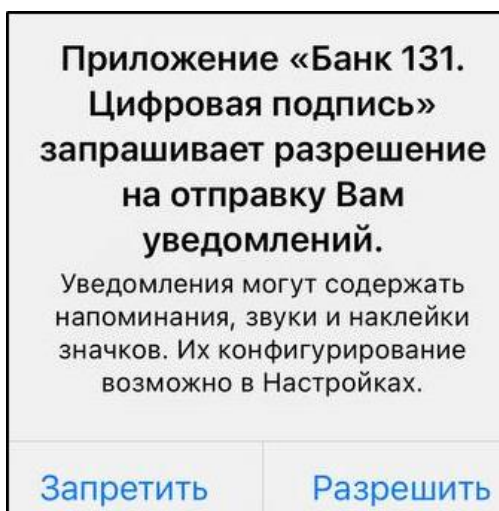 Приложение «Банк 131.
Цифровая подпись»
запрашивает разрешение
на отправку Вам
уведомлений.
Уведомления могут содержать
напоминания, звуки и наклейки
значков. Их конфигурирование
возможно в Настройках.
Запретить Разрешить